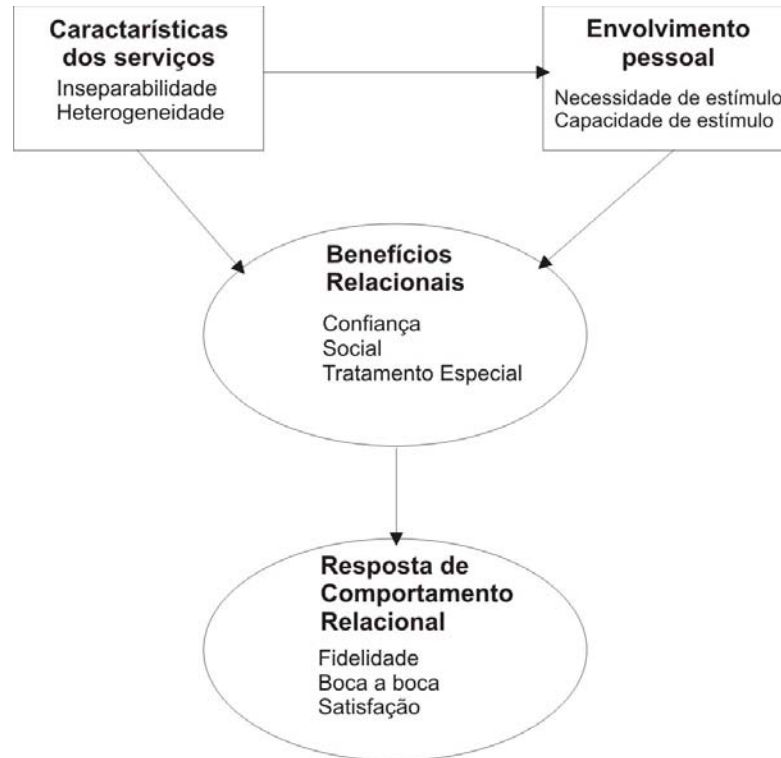 Caractarísticas
dos serviços
Inseparabilidade
Heterogeneidade
Envolvimento
pessoal
Necessidade de estímulo
Capacidade de estímulo
Benefícios
Relacionais
Confiança
Social
Tratamento Especial
Resposta de
Comportamento
Relacional
Fidelidade
Boca a boca
Satisfação